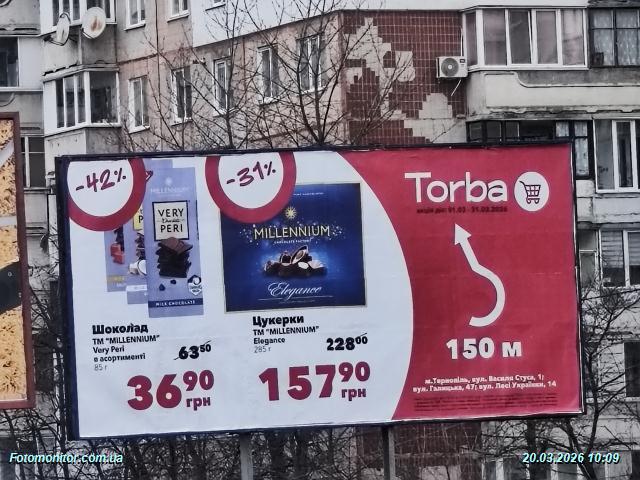 -42%
-31%
MILLENNIUM
VERY
PERI
MILK CHOCOLATE
MILLENNIUM
CHOCOLATE FACTORY
Elegance
Torba
акція діє: 01.03 - 31.03.2026
150 м
Шоколад
ТМ "MILLENNIUM"
Very Peri
в асортименті
85 г
63 50
36 90
грн
Цукерки
ТМ "MILLENNIUM"
Elegance
285 г
228 00
157 90
грн
м.Тернопіль, вул. Василя Стуса, 1;
вул. Галицька, 47; вул. Лесі Українки, 14
Fotomonitor.com.ua
20.03.2026 10:09